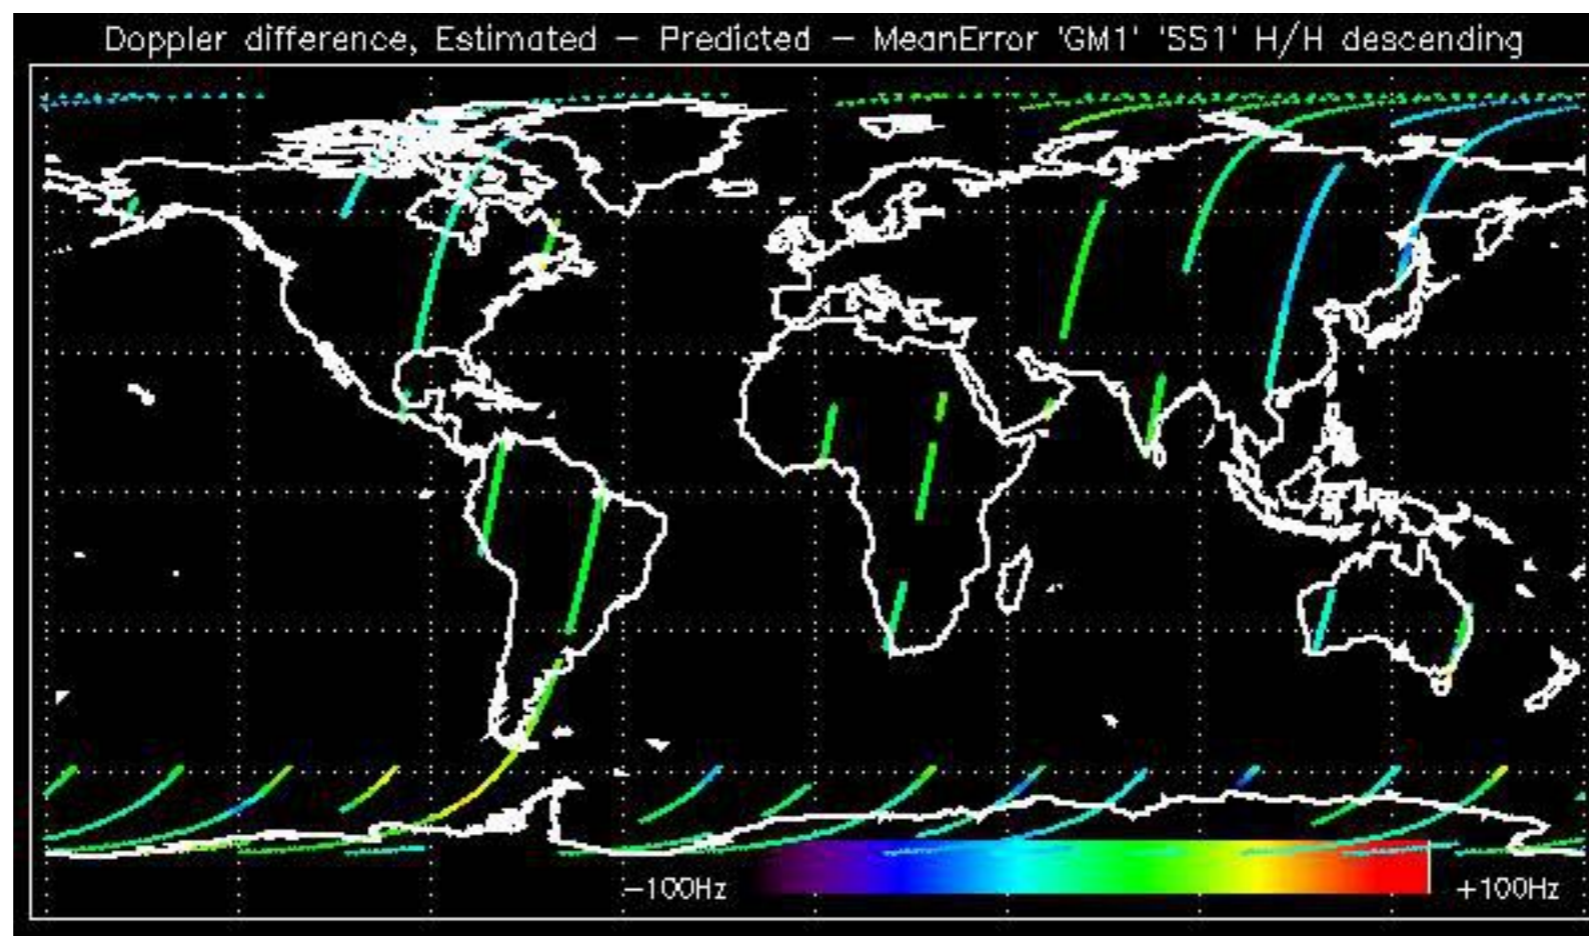 Doppler difference, Estimated – Predicted – MeanError 'GM1' 'SS1' H/H descending
–100Hz
+100Hz